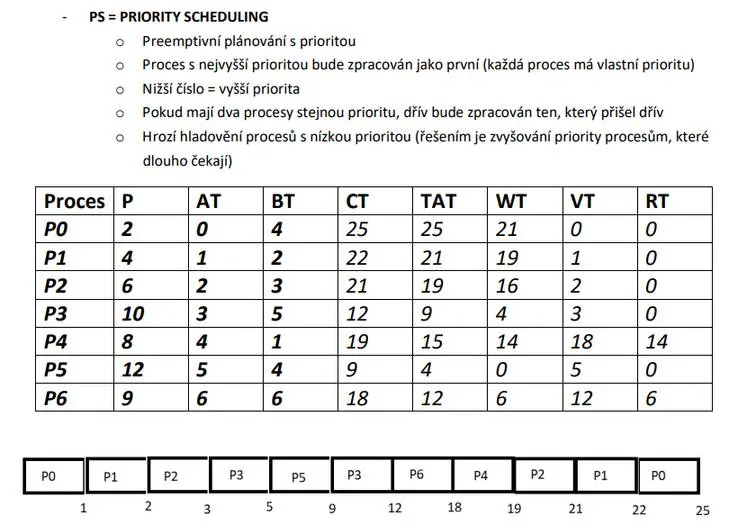 - PS = PRIORITY SCHEDULING
o Preemptivní plánování s prioritou
o Proces s nejvyšší prioritou bude zpracován jako první (každá proces má vlastní prioritu)
o Nižší číslo = vyšší priorita
o Pokud mají dva procesy stejnou prioritu, dřív bude zpracován ten, který přišel dřív
o Hrozí hladovění procesů s nízkou prioritou (řešením je zvyšování priority procesům, které
dlouho čekají)
Proces P AT BT CT TAT WT VT RT
P0 2 0 4 25 25 21 0 0
P1 4 1 2 22 21 19 1 0
P2 6 2 3 21 19 16 2 0
P3 10 3 5 12 9 4 3 0
P4 8 4 1 19 15 14 18 14
P5 12 5 4 9 4 0 5 0
P6 9 6 6 18 12 6 12 6
P0 P1 P2 P3 P5 P3 P6 P4 P2 P1 P0
1 2 3 5 9 12 18 19 21 22 25